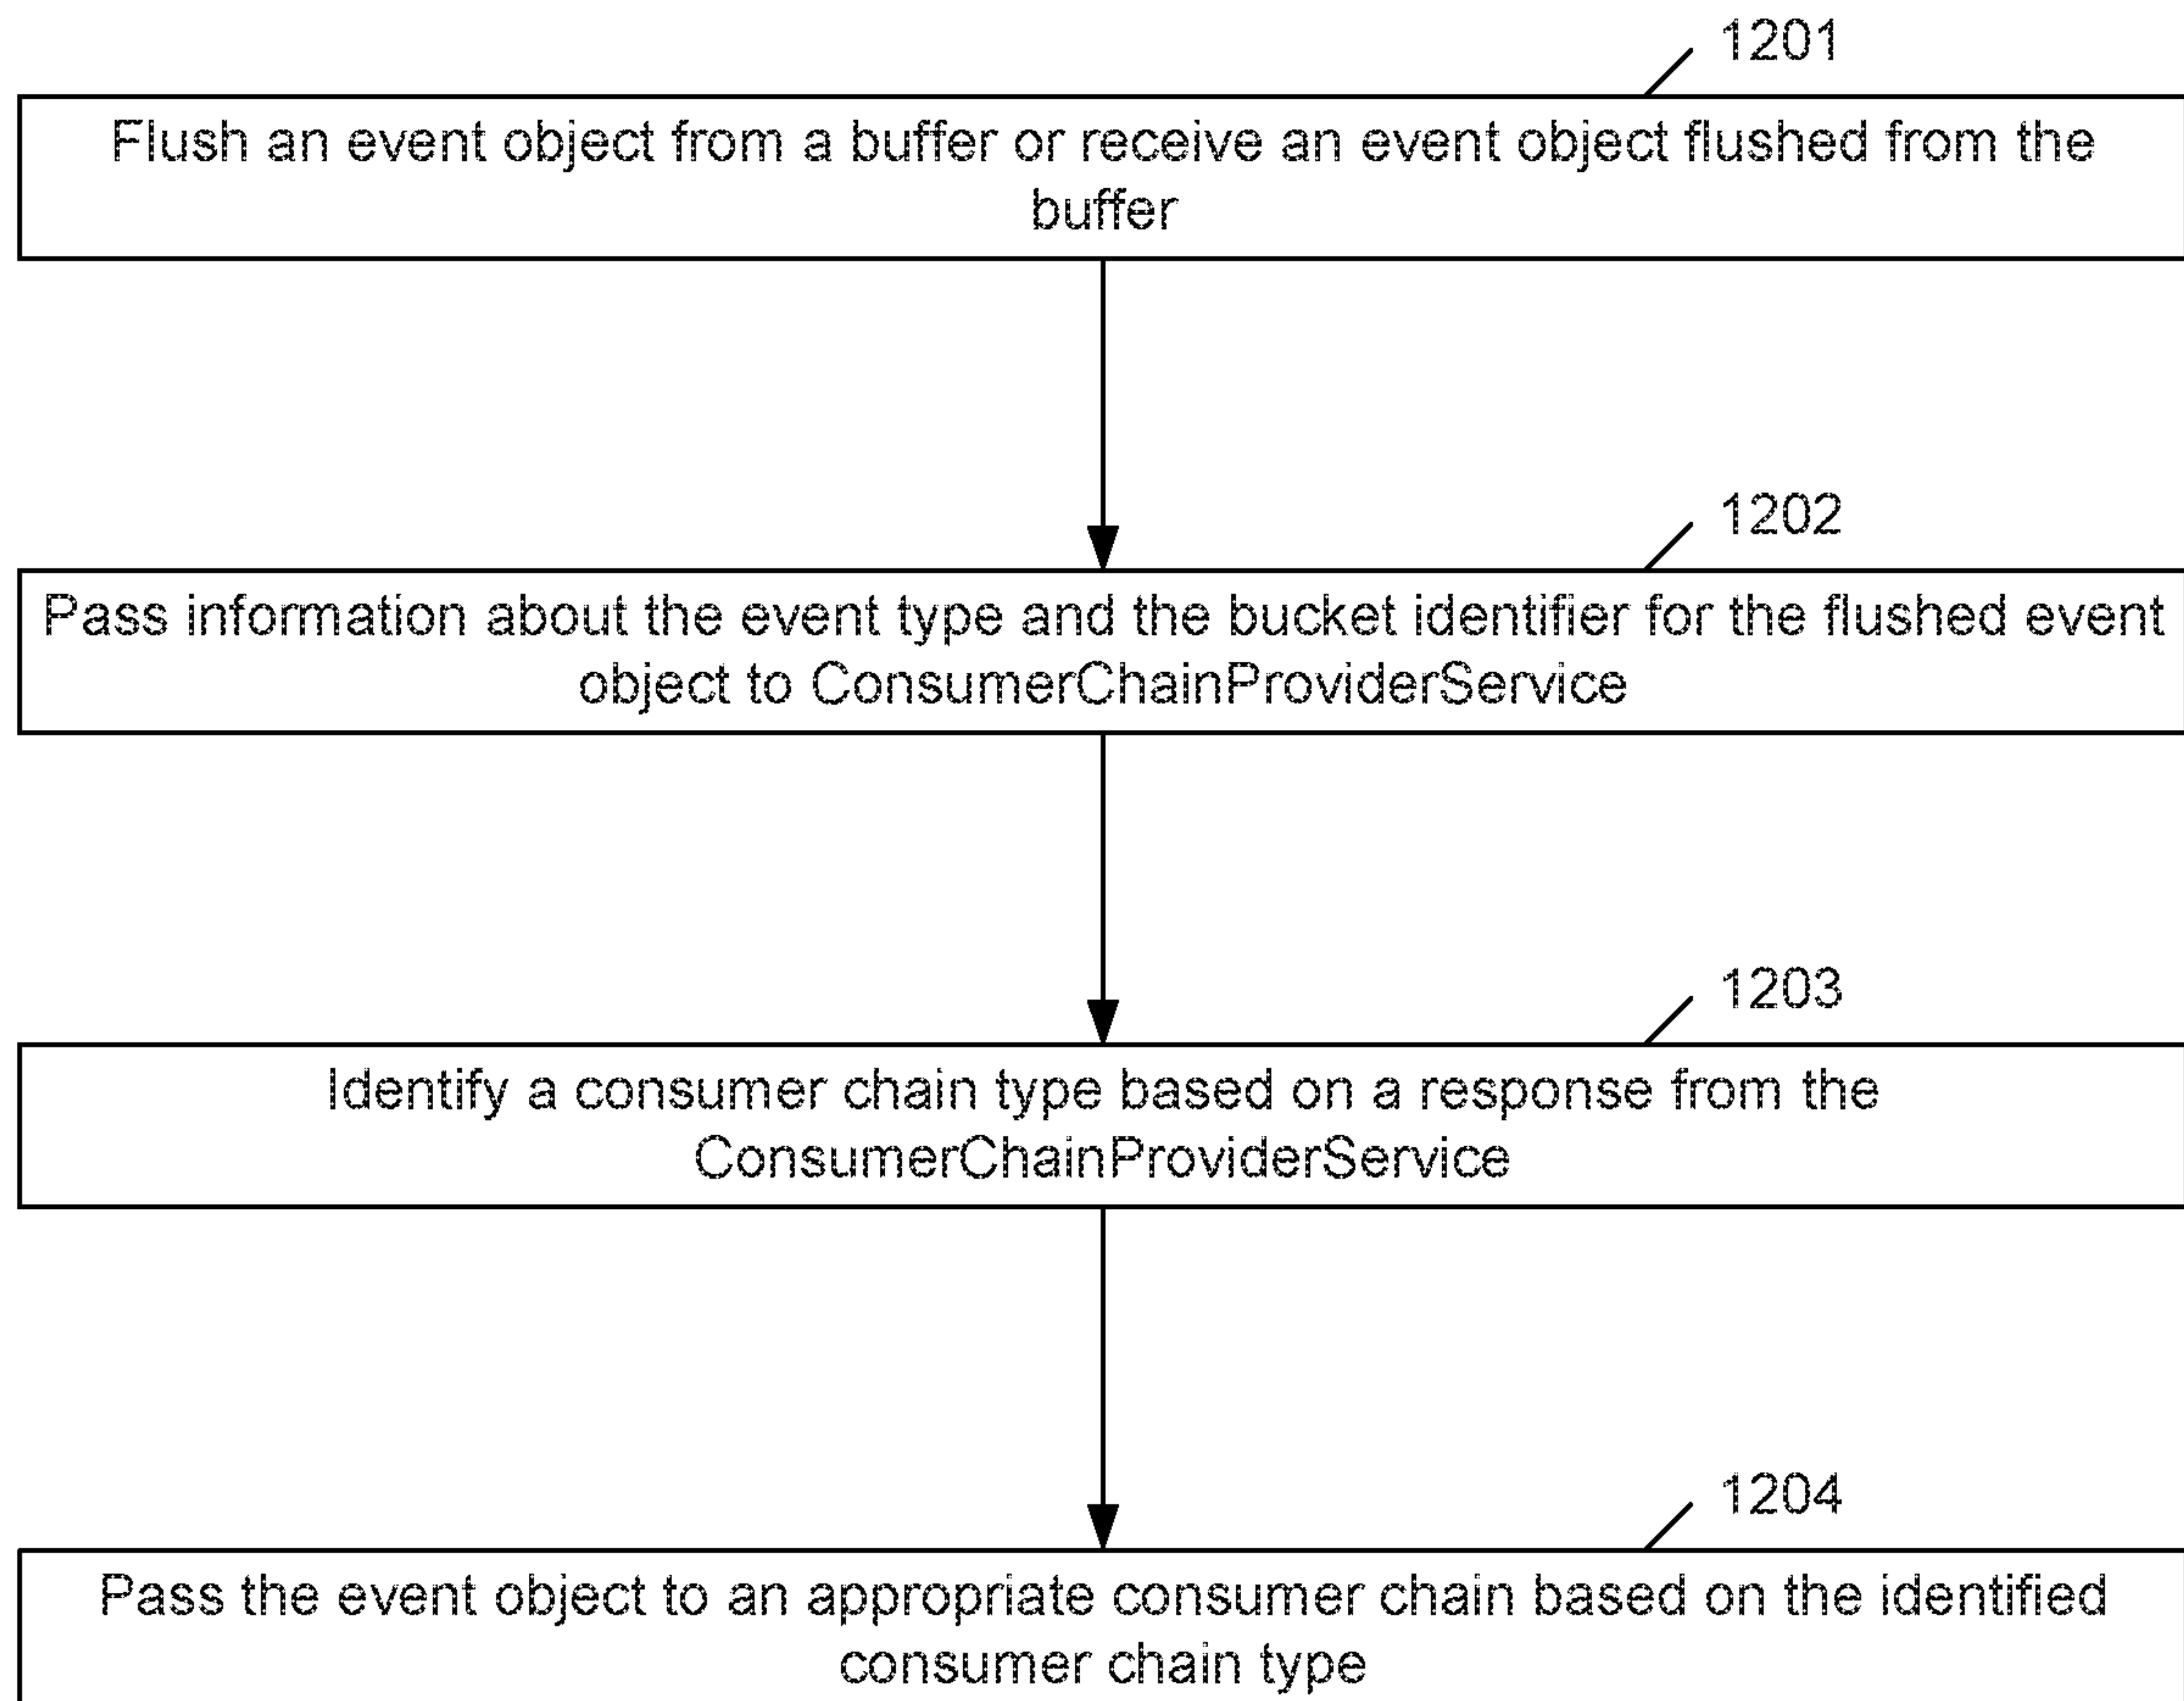 1201
Flush an event object from a buffer or receive an event object flushed from the
buffer
1202
Pass information about the event type and the bucket identifier for the flushed event
object to ConsumerChainProviderService
1203
Identify a consumer chain type based on a response from the
ConsumerChainProviderService
1204
Pass the event object to an appropriate consumer chain based on the identified
consumer chain type